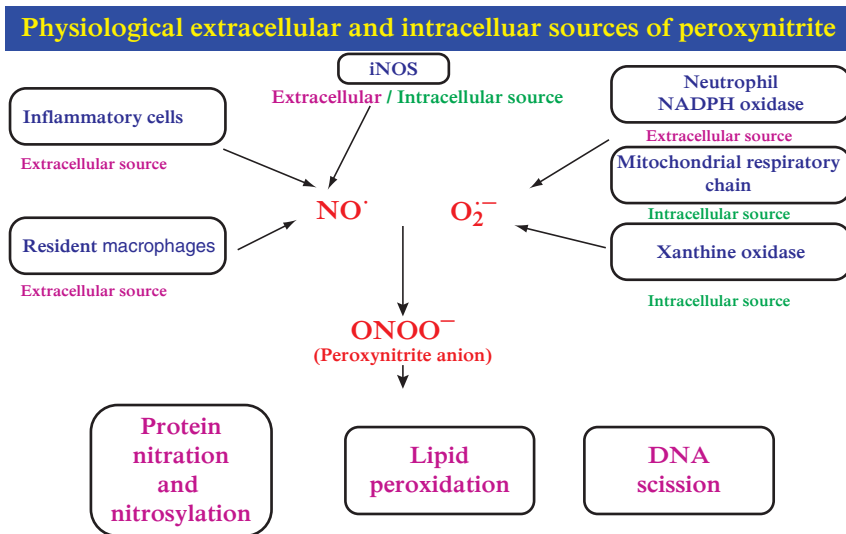 Physiological extracellular and intracelluar sources of peroxynitrite
iNOS
Extracellular / Intracellular source
Inflammatory cells
Extracellular source
Resident macrophages
Extracellular source
Neutrophil
NADPH oxidase
Extracellular source
Mitochondrial respiratory
chain
Intracellular source
Xanthine oxidase
Intracellular source
NO˙
O₂˙⁻
ONOO⁻
(Peroxynitrite anion)
Protein
nitration
and
nitrosylation
Lipid
peroxidation
DNA
scission